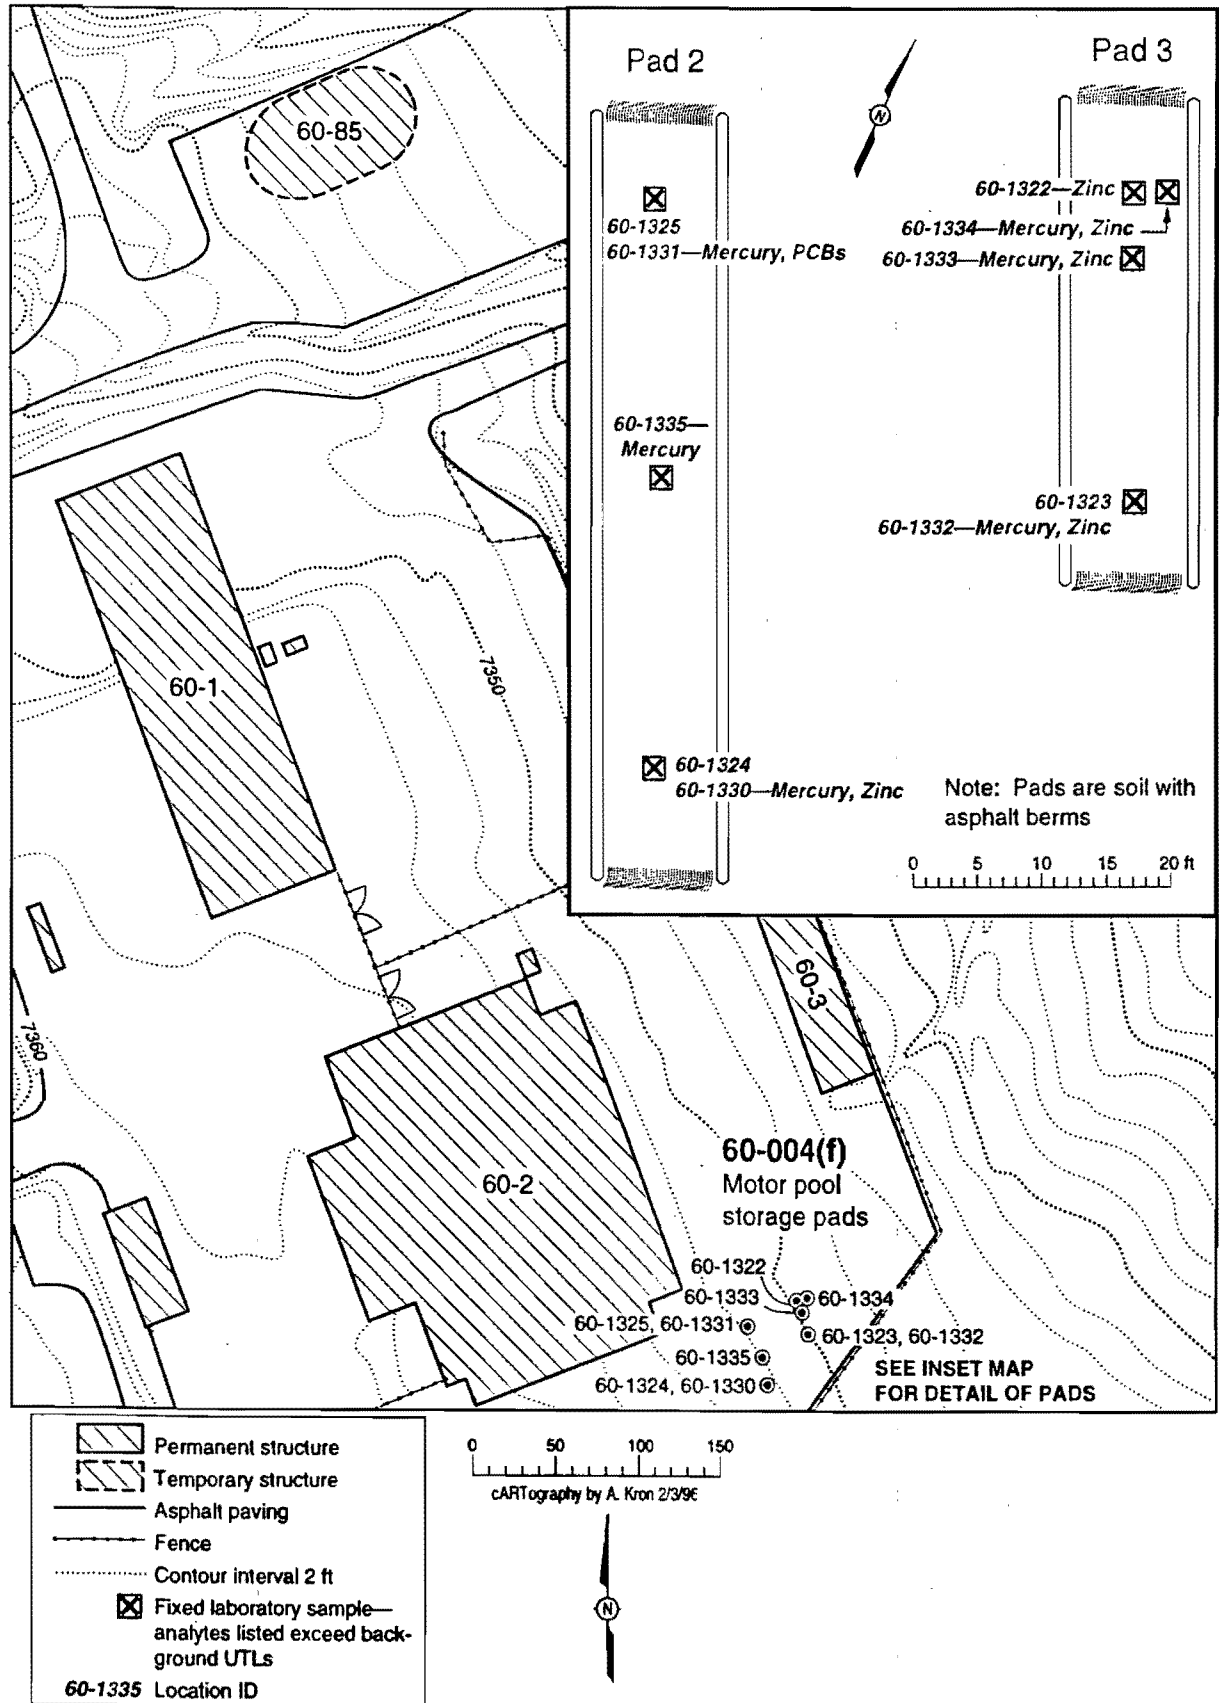 Pad 2
Pad 3
N
60-85
60-1325
60-1331—Mercury, PCBs
60-1322—Zinc
60-1334—Mercury, Zinc
60-1333—Mercury, Zinc
60-1335—
Mercury
60-1323
60-1332—Mercury, Zinc
60-1324
60-1330—Mercury, Zinc
Note: Pads are soil with
asphalt berms
0 5 10 15 20 ft
60-1
7350
60-3
7360
60-2
60-004(f)
Motor pool
storage pads
60-1322
60-1333
60-1334
60-1325, 60-1331
60-1323, 60-1332
60-1335
60-1324, 60-1330
SEE INSET MAP
FOR DETAIL OF PADS
Permanent structure
Temporary structure
Asphalt paving
Fence
Contour interval 2 ft
Fixed laboratory sample—
analytes listed exceed back-
ground UTLs
60-1335 Location ID
0 50 100 150
cARTography by A. Kron 2/3/96
N